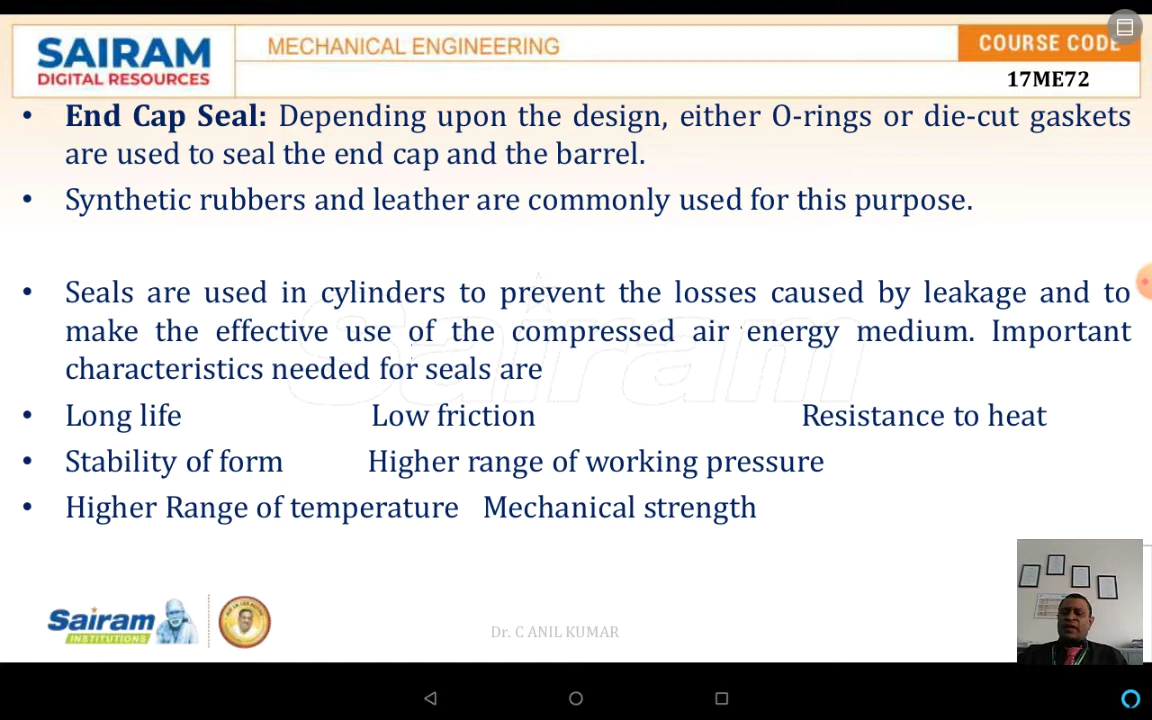 SAIRAM
DIGITAL RESOURCES
MECHANICAL ENGINEERING
COURSE CODE
17ME72
• End Cap Seal: Depending upon the design, either O-rings or die-cut gaskets
are used to seal the end cap and the barrel.
• Synthetic rubbers and leather are commonly used for this purpose.
• Seals are used in cylinders to prevent the losses caused by leakage and to
make the effective use of the compressed air energy medium. Important
characteristics needed for seals are
• Long life Low friction Resistance to heat
• Stability of form Higher range of working pressure
• Higher Range of temperature Mechanical strength
Sairam
Sairam
INSTITUTIONS
Dr. C ANIL KUMAR